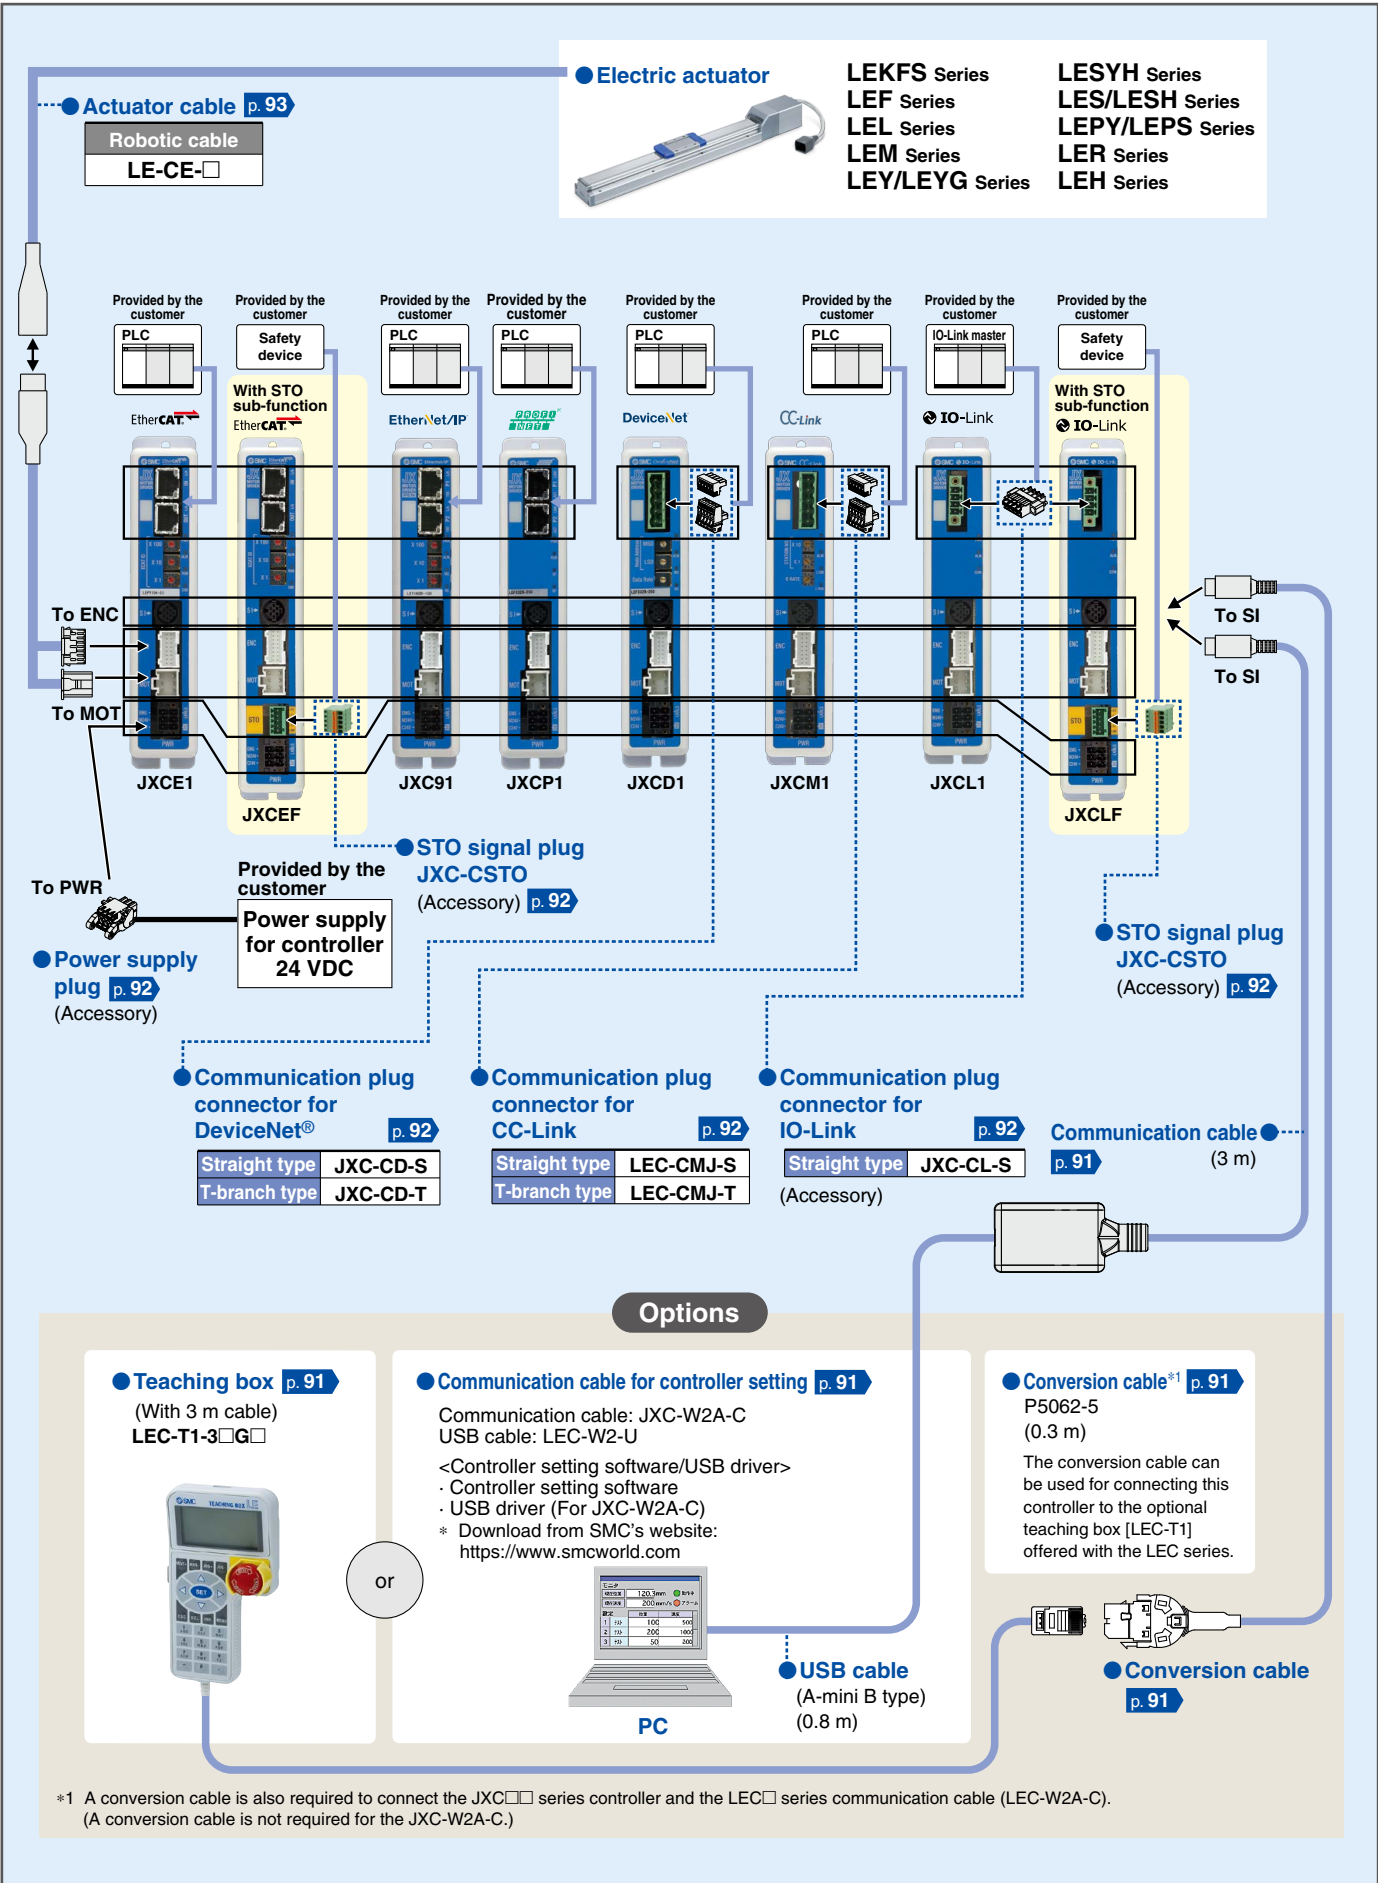 Electric actuator
LEKFS Series
LEF Series
LEL Series
LEM Series
LEY/LEYG Series
LESYH Series
LES/LESH Series
LEPY/LEPS Series
LER Series
LEH Series
Actuator cable p. 93
Robotic cable
LE-CE-□
Provided by the
customer
PLC
Provided by the
customer
Safety
device
Provided by the
customer
PLC
Provided by the
customer
PLC
Provided by the
customer
PLC
Provided by the
customer
PLC
Provided by the
customer
IO-Link master
Provided by the
customer
Safety
device
EtherCAT
With STO
sub-function
EtherCAT
EtherNet/IP
PROFI
NET
DeviceNet
CC-Link
IO-Link
With STO
sub-function
IO-Link
To ENC
To MOT
To SI
To SI
JXCE1
JXCEF
JXC91
JXCP1
JXCD1
JXCM1
JXCL1
JXCLF
To PWR
Power supply
plug p. 92
(Accessory)
Provided by the
customer
Power supply
for controller
24 VDC
STO signal plug
JXC-CSTO
(Accessory) p. 92
STO signal plug
JXC-CSTO
(Accessory) p. 92
Communication plug
connector for
DeviceNet® p. 92
Straight type JXC-CD-S
T-branch type JXC-CD-T
Communication plug
connector for
CC-Link p. 92
Straight type LEC-CMJ-S
T-branch type LEC-CMJ-T
Communication plug
connector for
IO-Link p. 92
Straight type JXC-CL-S
(Accessory)
Communication cable
p. 91 (3 m)
Options
Teaching box p. 91
(With 3 m cable)
LEC-T1-3□G□
or
Communication cable for controller setting p. 91
Communication cable: JXC-W2A-C
USB cable: LEC-W2-U
<Controller setting software/USB driver>
· Controller setting software
· USB driver (For JXC-W2A-C)
* Download from SMC's website:
https://www.smcworld.com
PC
USB cable
(A-mini B type)
(0.8 m)
Conversion cable*1 p. 91
P5062-5
(0.3 m)
The conversion cable can
be used for connecting this
controller to the optional
teaching box [LEC-T1]
offered with the LEC series.
Conversion cable
p. 91
*1 A conversion cable is also required to connect the JXC□□ series controller and the LEC□ series communication cable (LEC-W2A-C).
(A conversion cable is not required for the JXC-W2A-C.)